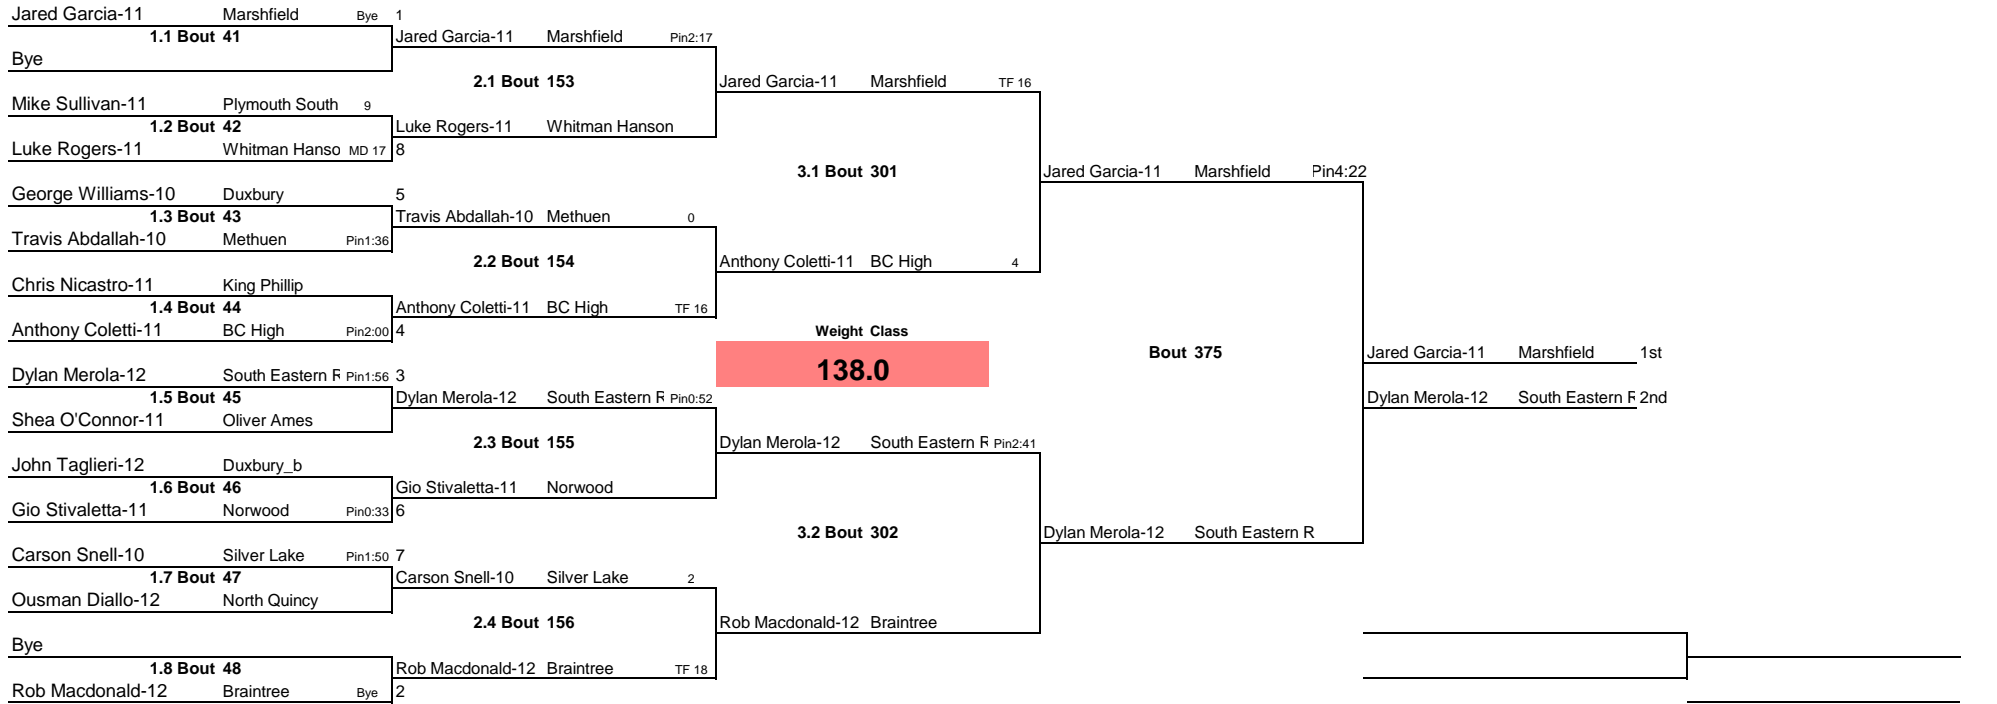 Jared Garcia-11 Marshfield Bye 1
1.1 Bout 41 Jared Garcia-11 Marshfield Pin2:17
Bye
2.1 Bout 153 Jared Garcia-11 Marshfield TF 16
Mike Sullivan-11 Plymouth South 9
1.2 Bout 42 Luke Rogers-11 Whitman Hanson
Luke Rogers-11 Whitman Hanso MD 17 8
3.1 Bout 301 Jared Garcia-11 Marshfield Pin4:22
George Williams-10 Duxbury 5
1.3 Bout 43 Travis Abdallah-10 Methuen 0
Travis Abdallah-10 Methuen Pin1:36
2.2 Bout 154 Anthony Coletti-11 BC High 4
Chris Nicastro-11 King Phillip
1.4 Bout 44 Anthony Coletti-11 BC High TF 16
Anthony Coletti-11 BC High Pin2:00 4 Weight Class
Bout 375 Jared Garcia-11 Marshfield 1st
Dylan Merola-12 South Eastern R Pin1:56 3 138.0
1.5 Bout 45 Dylan Merola-12 South Eastern R Pin0:52 Dylan Merola-12 South Eastern R 2nd
Shea O'Connor-11 Oliver Ames
2.3 Bout 155 Dylan Merola-12 South Eastern R Pin2:41
John Taglieri-12 Duxbury_b
1.6 Bout 46 Gio Stivaletta-11 Norwood
Gio Stivaletta-11 Norwood Pin0:33 6
3.2 Bout 302 Dylan Merola-12 South Eastern R
Carson Snell-10 Silver Lake Pin1:50 7
1.7 Bout 47 Carson Snell-10 Silver Lake 2
Ousman Diallo-12 North Quincy
2.4 Bout 156 Rob Macdonald-12 Braintree
Bye
1.8 Bout 48 Rob Macdonald-12 Braintree TF 18
Rob Macdonald-12 Braintree Bye 2